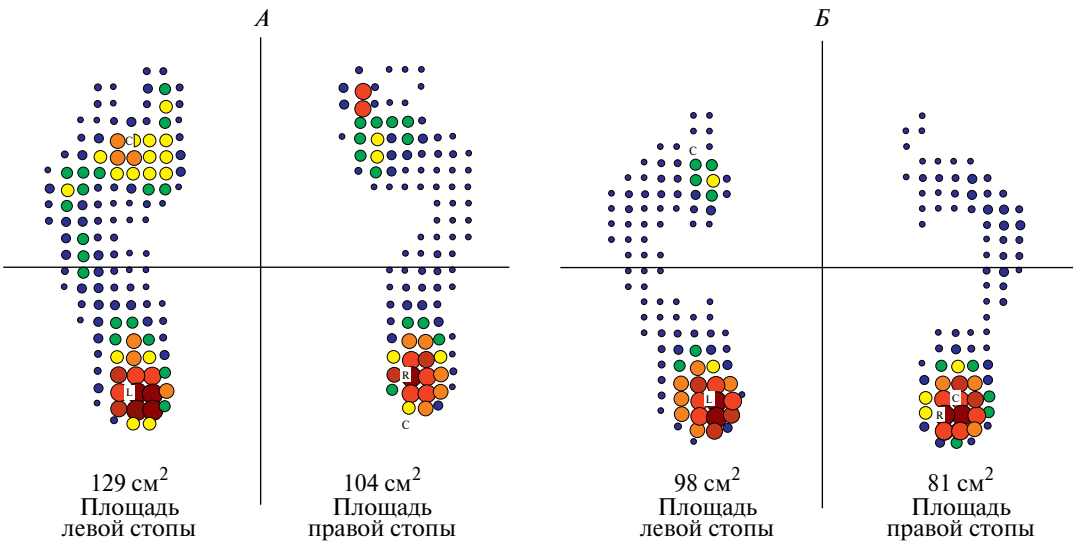 А
Б
C
C
L
R
C
L
C
R
C
129 см²
Площадь
левой стопы
104 см²
Площадь
правой стопы
98 см²
Площадь
левой стопы
81 см²
Площадь
правой стопы